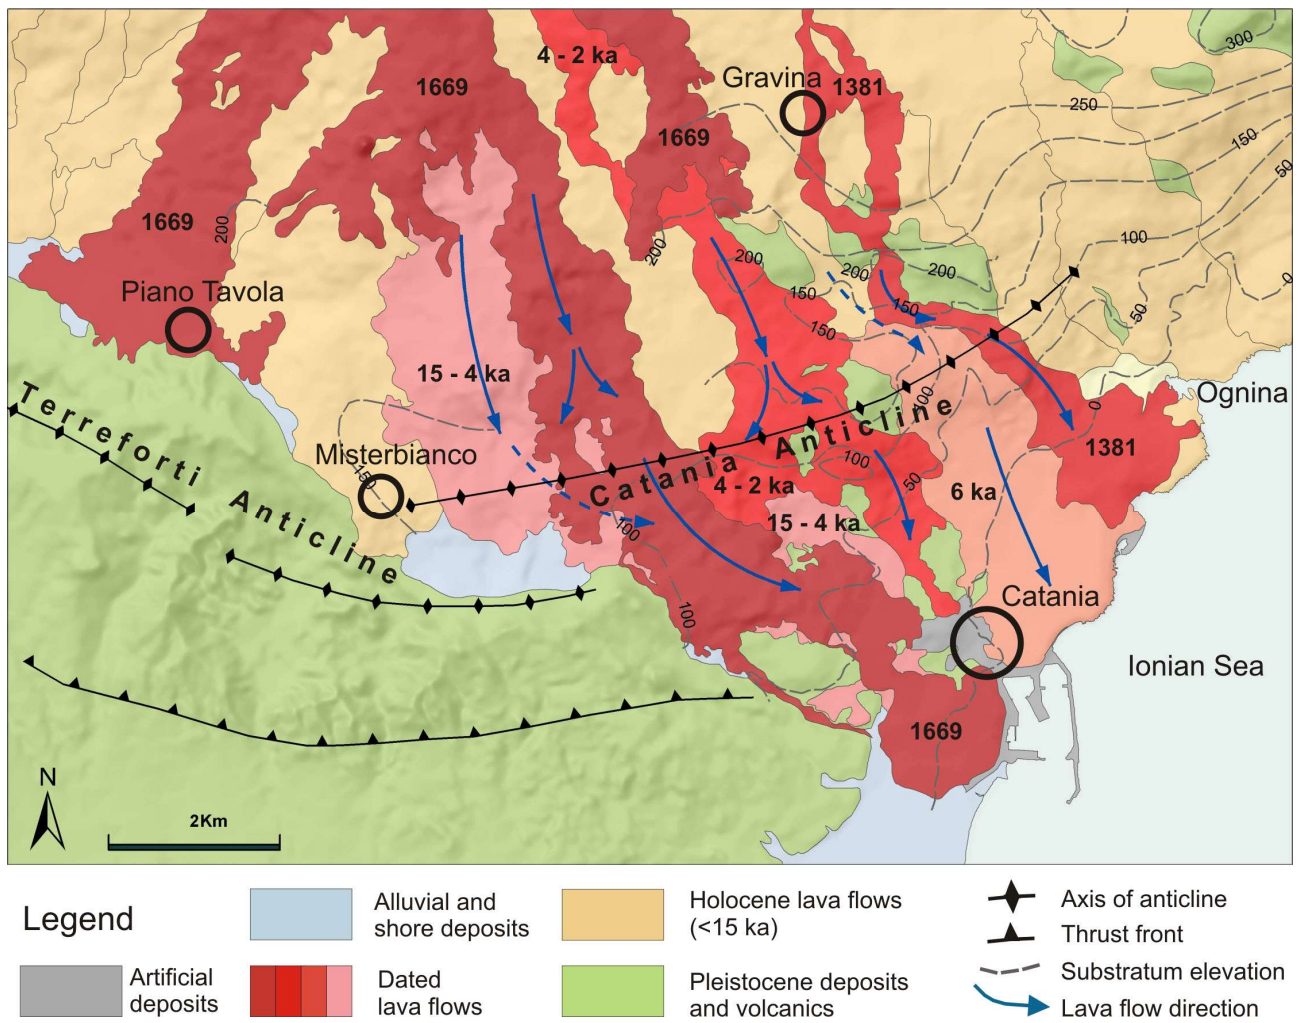 300
4 - 2 ka
1669
Gravina
1381
250
1669
150
50
1669
200
200
100
200
200
200
0
Piano Tavola
150
150
50
150
15 - 4 ka
Ognina
100
0
Terreforti Anticline
Misterbianco
Catania Anticline
1381
150
100
4 - 2 ka
50
6 ka
100
15 - 4 ka
Catania
100
Ionian Sea
1669
N
2Km
Legend
Alluvial and
shore deposits
Holocene lava flows
(<15 ka)
Axis of anticline
Thrust front
Artificial
deposits
Dated
lava flows
Pleistocene deposits
and volcanics
Substratum elevation
Lava flow direction